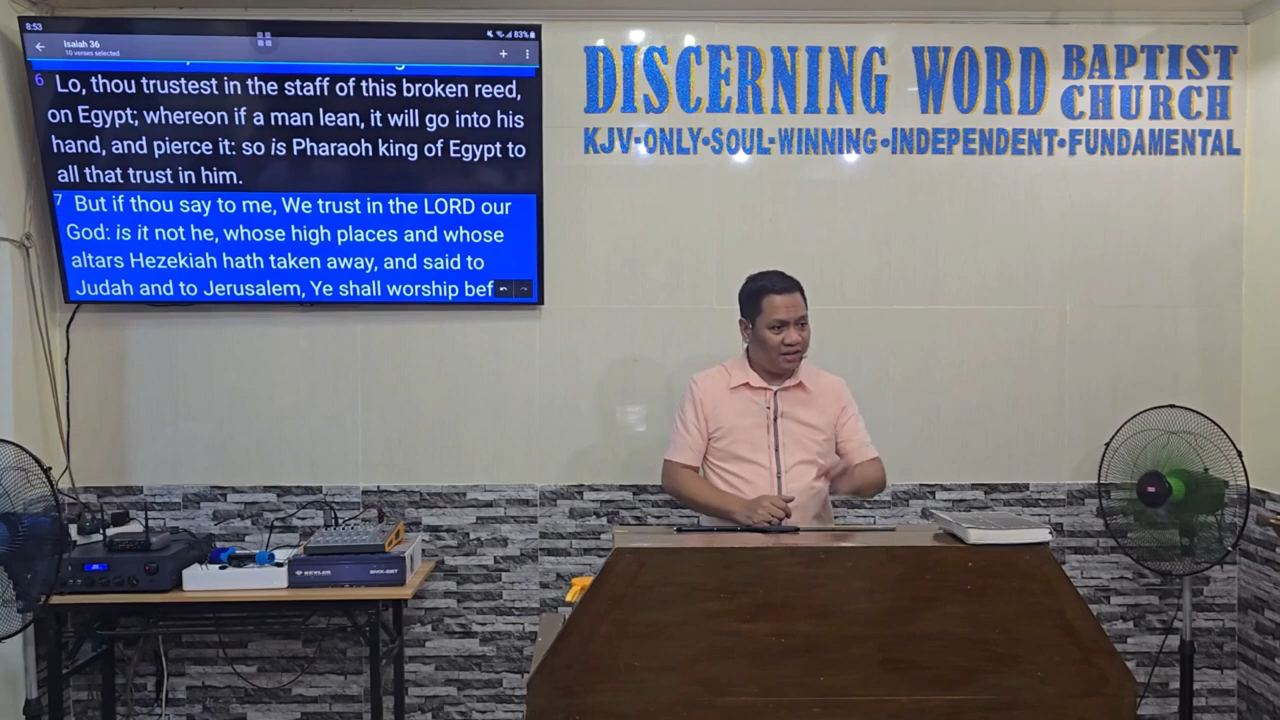 8:53
83%
Isaiah 36
10 verses selected
6 Lo, thou trustest in the staff of this broken reed,
on Egypt; whereon if a man lean, it will go into his
hand, and pierce it: so is Pharaoh king of Egypt to
all that trust in him.
7 But if thou say to me, We trust in the LORD our
God: is it not he, whose high places and whose
altars Hezekiah hath taken away, and said to
Judah and to Jerusalem, Ye shall worship bef
DISCERNING WORD BAPTIST CHURCH
KJV-ONLY•SOUL-WINNING•INDEPENDENT•FUNDAMENTAL
KEVLER